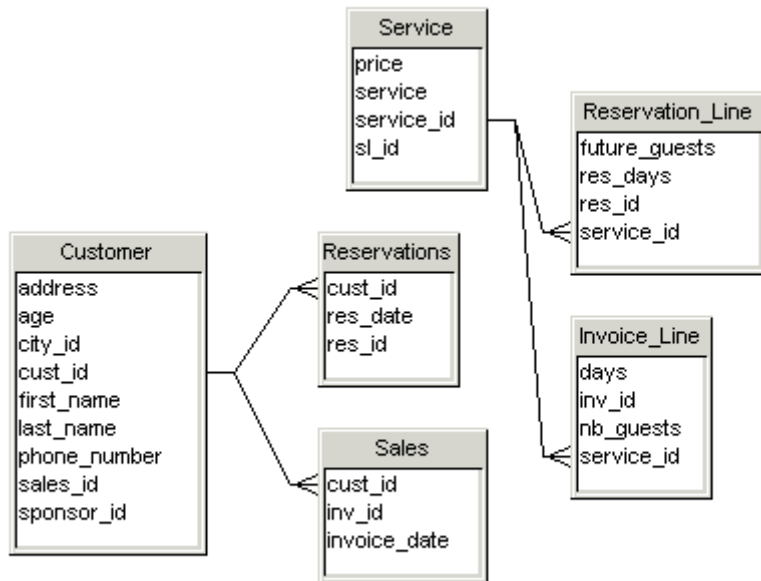 Service
price
service
service_id
sl_id
Reservation_Line
future_guests
res_days
res_id
service_id
Customer
address
age
city_id
cust_id
first_name
last_name
phone_number
sales_id
sponsor_id
Reservations
cust_id
res_date
res_id
Invoice_Line
days
inv_id
nb_guests
service_id
Sales
cust_id
inv_id
invoice_date